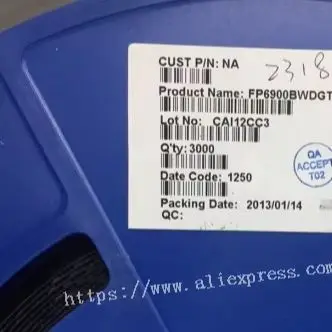 CUST P/N: NA
2318
Product Name: FP6900BWDGT
Lot No: CAI12CC3
Q'ty: 3000
QA
ACCEPT
T02
Date Code: 1250
Packing Date: 2013/01/14
QC:
https://www.aliexpress.com/